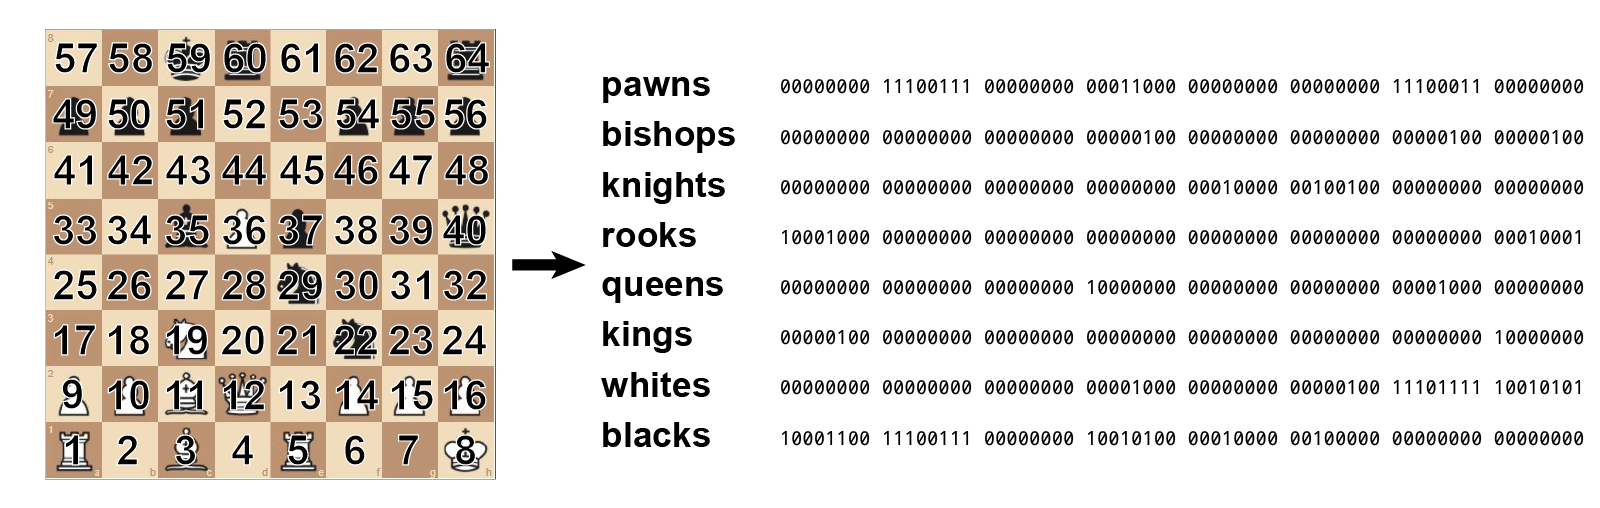 8 57 58 59 60 61 62 63 64
7 49 50 51 52 53 54 55 56
6 41 42 43 44 45 46 47 48
5 33 34 35 36 37 38 39 40
4 25 26 27 28 29 30 31 32
3 17 18 19 20 21 22 23 24
2 9 10 11 12 13 14 15 16
1 1 2 3 4 5 6 7 8
a b c d e f g h
pawns 00000000 11100111 00000000 00011000 00000000 00000000 11100011 00000000
bishops 00000000 00000000 00000000 00000100 00000000 00000000 00000100 00000100
knights 00000000 00000000 00000000 00000000 00010000 00100100 00000000 00000000
rooks 10001000 00000000 00000000 00000000 00000000 00000000 00000000 00010001
queens 00000000 00000000 00000000 10000000 00000000 00000000 00001000 00000000
kings 00000100 00000000 00000000 00000000 00000000 00000000 00000000 10000000
whites 00000000 00000000 00000000 00001000 00000000 00000100 11101111 10010101
blacks 10001100 11100111 00000000 10010100 00010000 00100000 00000000 00000000